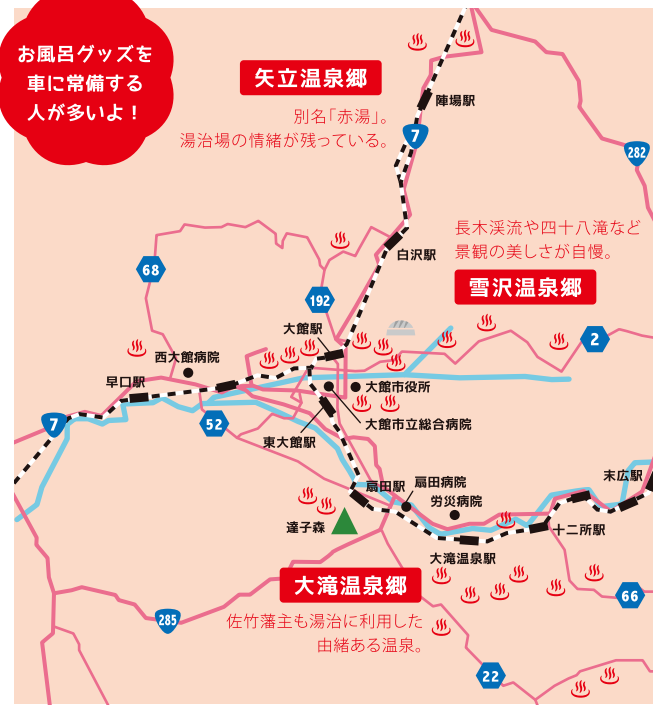 お風呂グッズを
車に常備する
人が多いよ！
矢立温泉郷
別名「赤湯」。
湯治場の情緒が残っている。
陣場駅
7
282
長木渓流や四十八滝など
景観の美しさが自慢。
雪沢温泉郷
白沢駅
68
192
大館駅
2
西大館病院
早口駅
大館市役所
7
52
大館市立総合病院
東大館駅
扇田駅
扇田病院
労災病院
末広駅
達子森
十二所駅
大滝温泉駅
大滝温泉郷
佐竹藩主も湯治に利用した
由緒ある温泉。
285
66
22